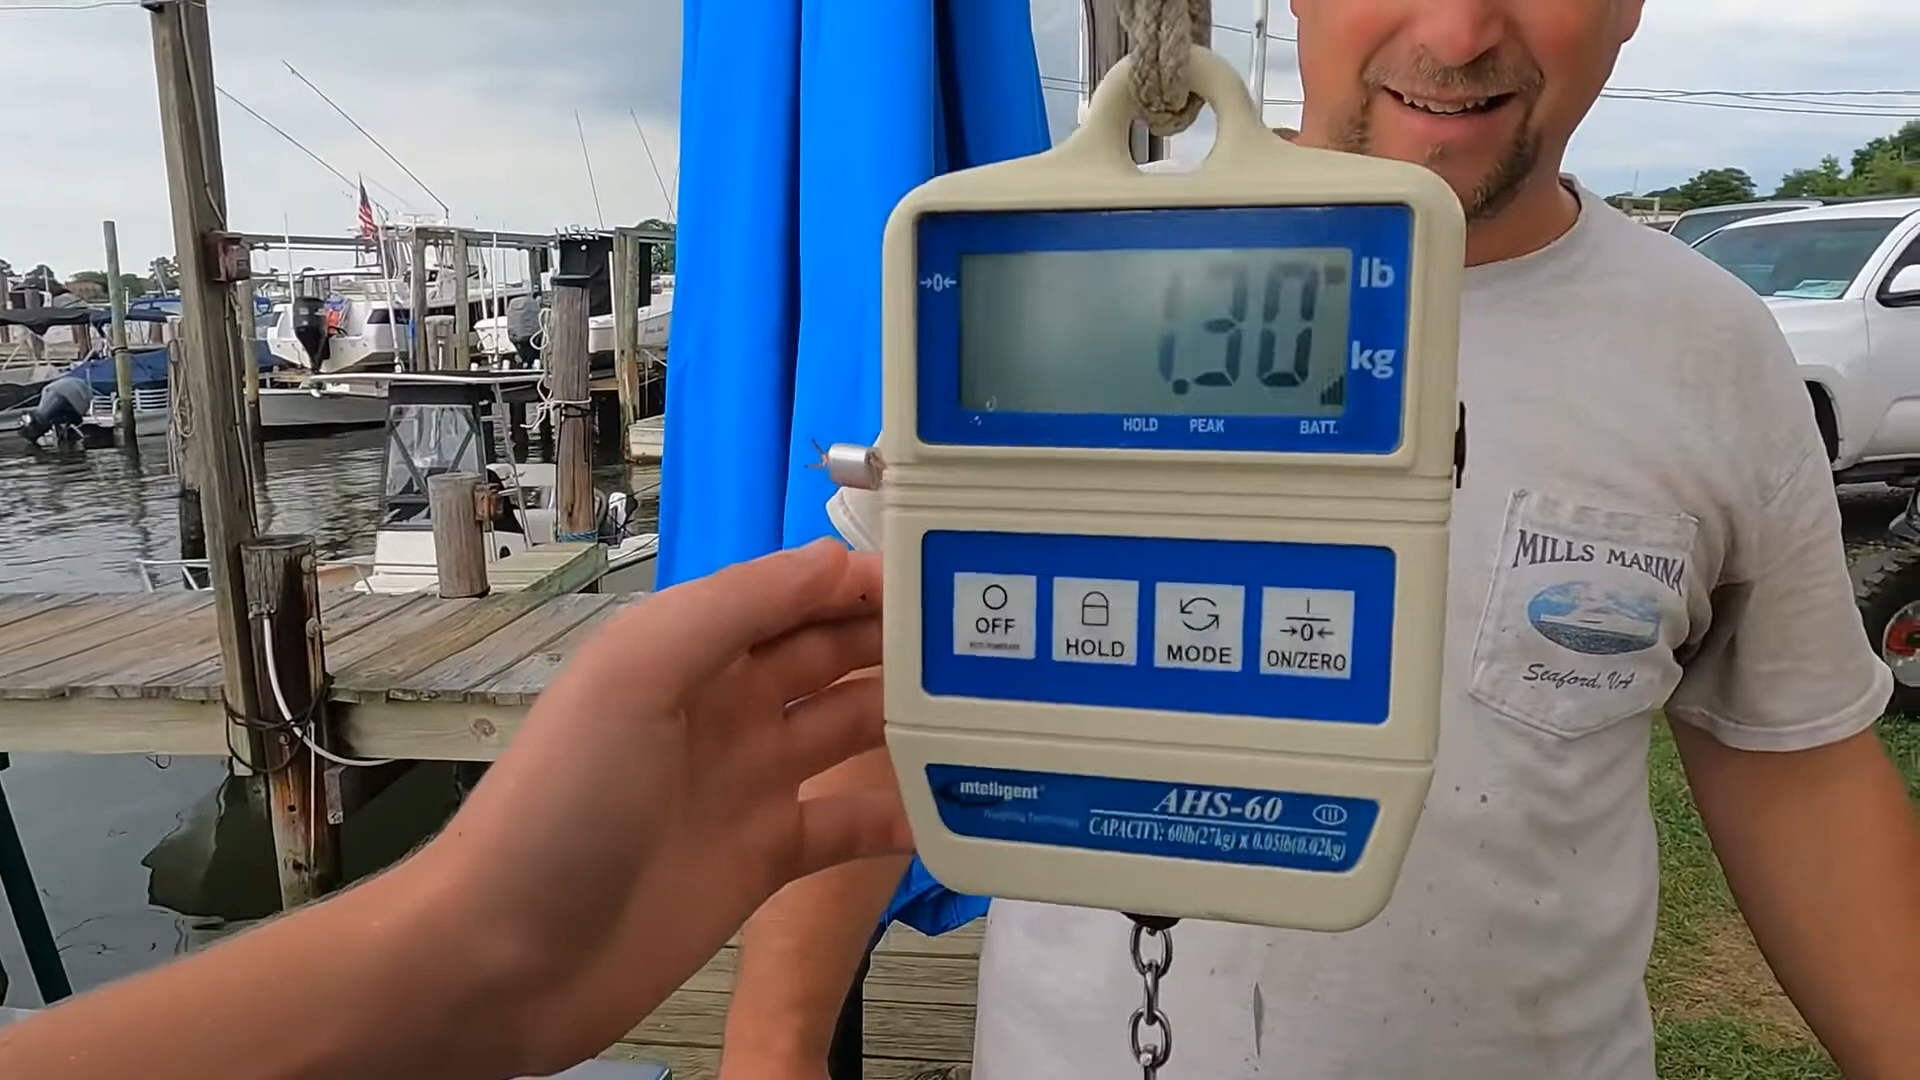 →0←
1.30
lb
kg
HOLD PEAK BATT.
OFF
HOLD
MODE
→0←
ON/ZERO
intelligent
AHS-60 III
CAPACITY: 60lb(27kg) x 0.05lb(0.02kg)
MILLS MARINA
Seaford, VA